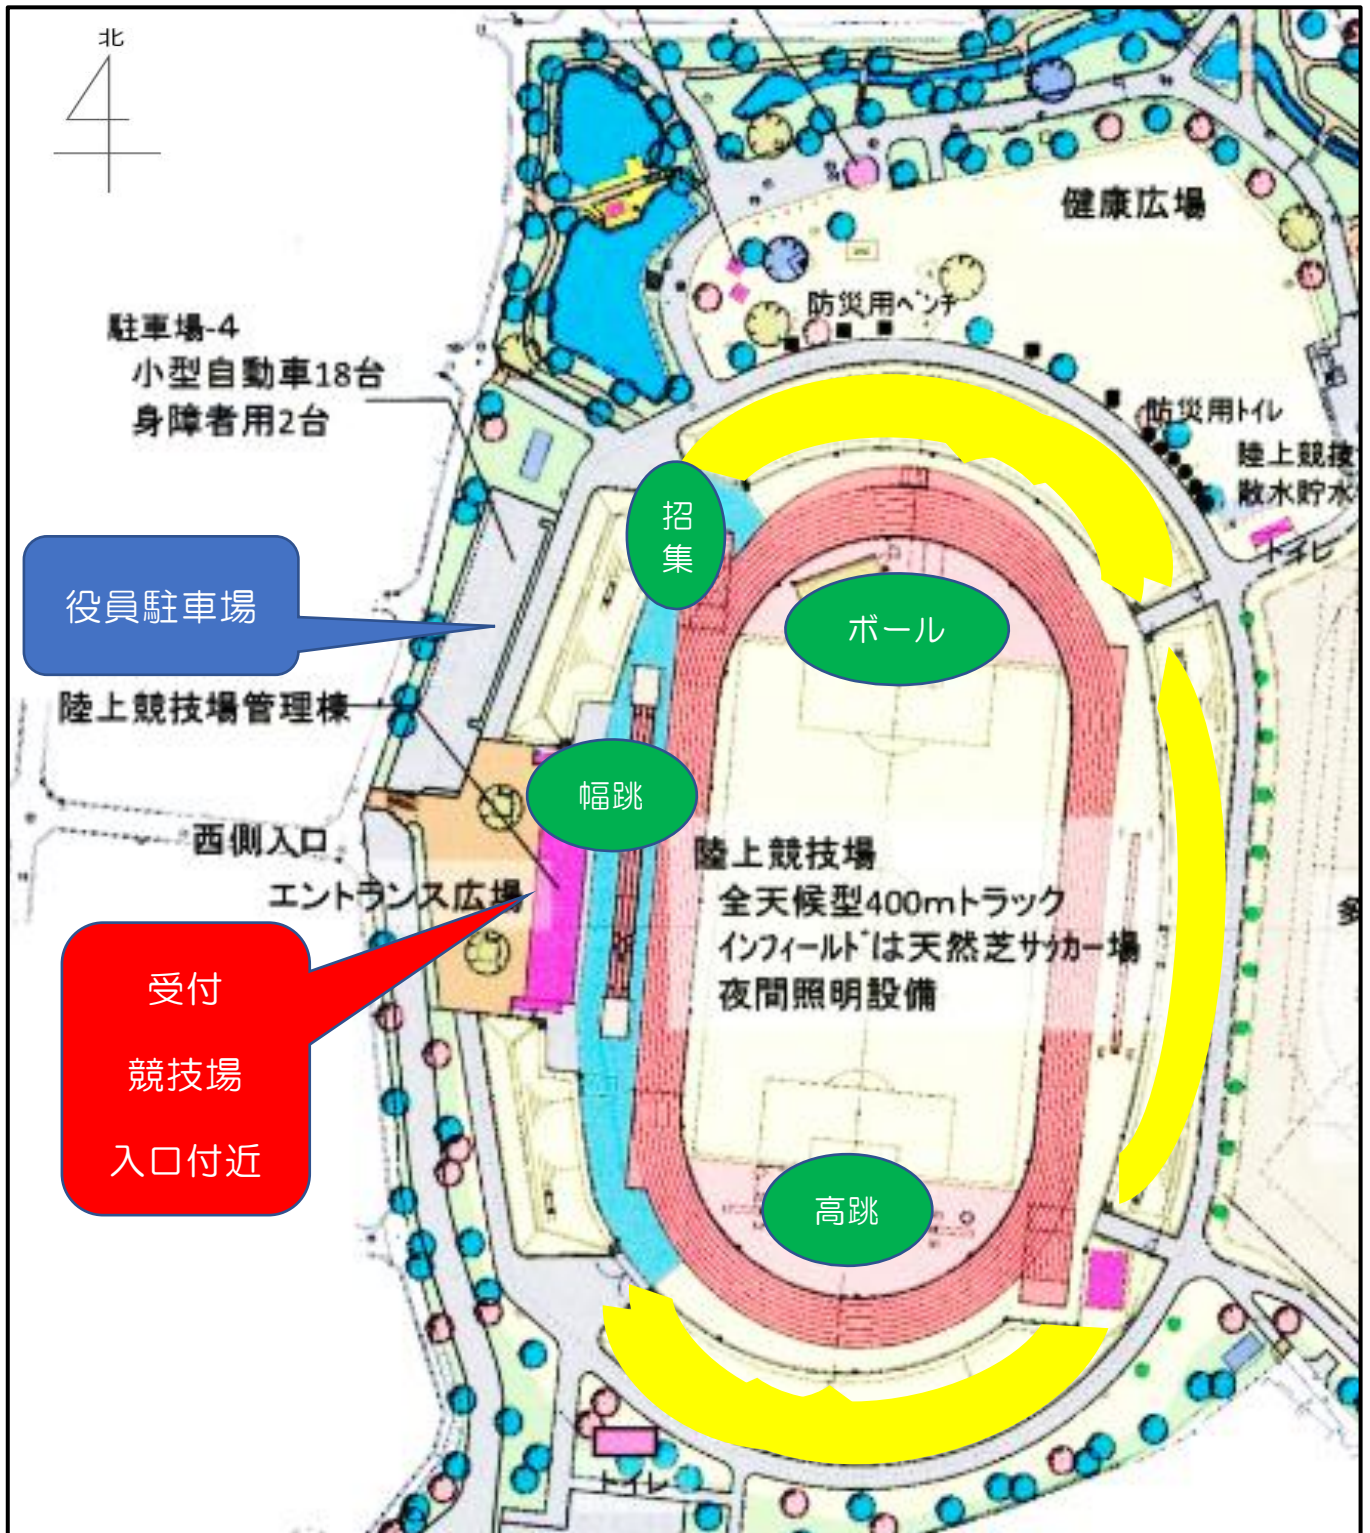 北
健康広場
防災用ベンチ
駐車場-4
小型自動車18台
身障者用2台
防災用トイレ
陸上競技
散水貯水
トイレ
招
集
役員駐車場
ボール
陸上競技場管理棟
幅跳
西側入口
エントランス広場
陸上競技場
全天候型400mトラック
インフィールドは天然芝サッカー場
夜間照明設備
多
受付
競技場
入口付近
高跳
トイレ